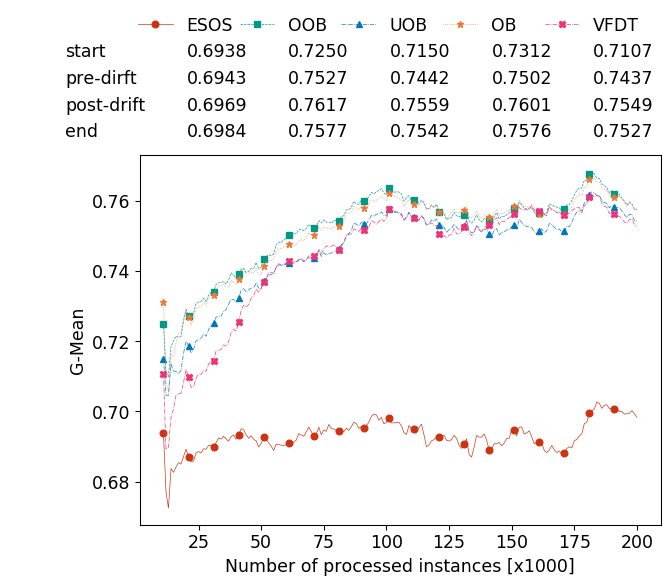 ESOS OOB UOB OB VFDT
start 0.6938 0.7250 0.7150 0.7312 0.7107
pre-dirft 0.6943 0.7527 0.7442 0.7502 0.7437
post-drift 0.6969 0.7617 0.7559 0.7601 0.7549
end 0.6984 0.7577 0.7542 0.7576 0.7527
0.76
0.74
0.72
0.70
0.68
G-Mean
25 50 75 100 125 150 175 200
Number of processed instances [x1000]